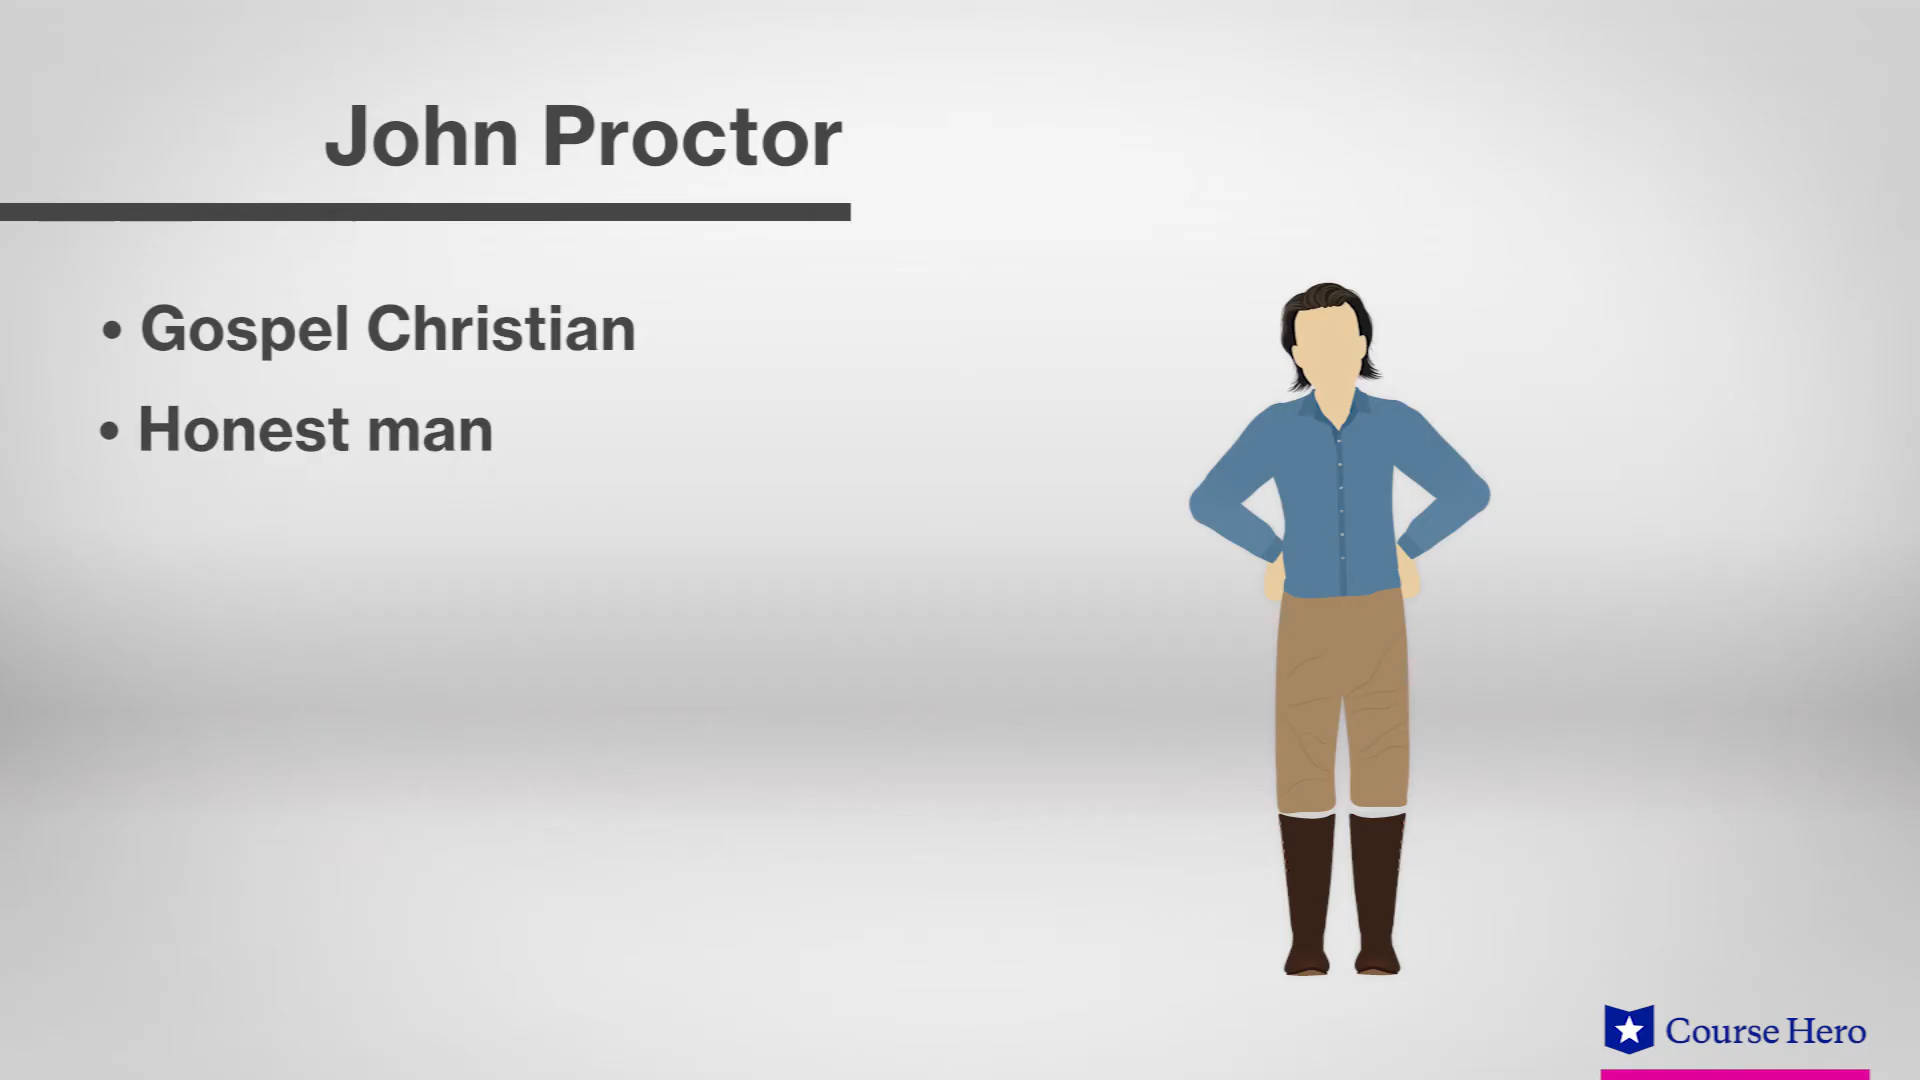 John Proctor
• Gospel Christian
• Honest man
Course Hero